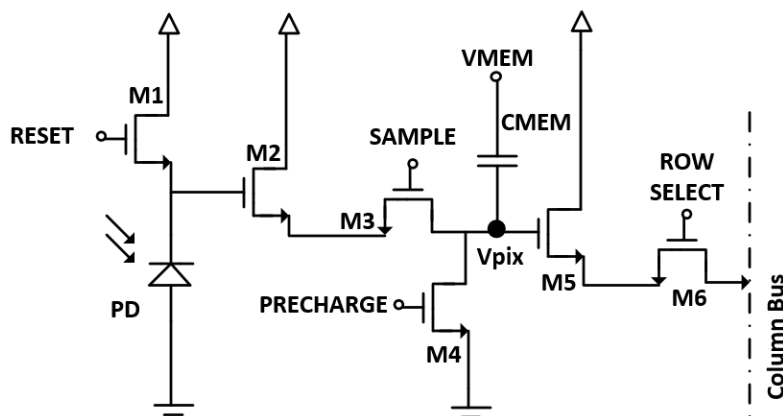 VMEM
M1
CMEM
RESET
M2
SAMPLE
ROW
SELECT
M3
Vpix
M5
M6
PD
PRECHARGE
M4
Column Bus